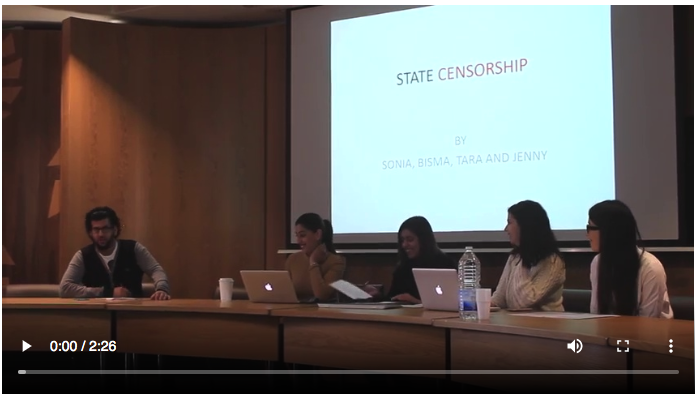 STATE CENSORSHIP
BY
SONIA, BISMA, TARA AND JENNY
0:00 / 2:26